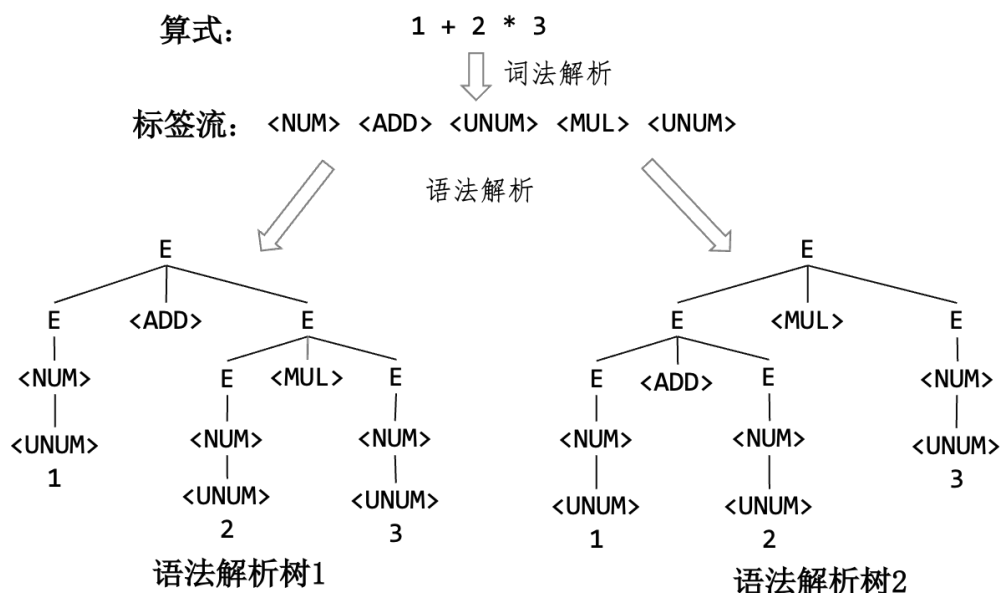 算式： 1 + 2 * 3
词法解析
标签流： <NUM> <ADD> <UNUM> <MUL> <UNUM>
语法解析
E
E <ADD> E
<NUM> E <MUL> E
<UNUM> <NUM> <NUM>
1 <UNUM> <UNUM>
2 3
语法解析树1
E
E <MUL> E
E <ADD> E <NUM>
<NUM> <NUM> <UNUM>
<UNUM> <UNUM> 3
1 2
语法解析树2